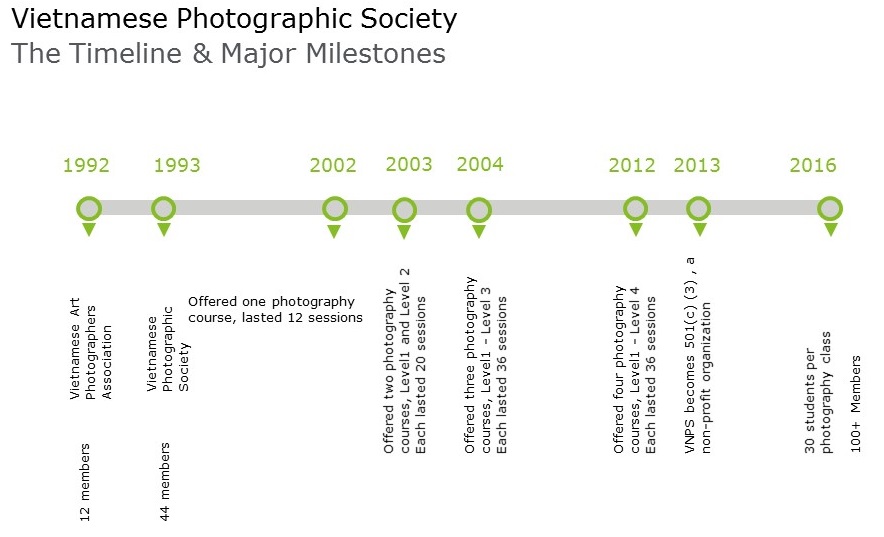 Vietnamese Photographic Society
The Timeline & Major Milestones
1992
1993
2002
2003
2004
2012
2013
2016
Vietnamese Art
Photographers
Association
12 members
Vietnamese
Photographic
Society
44 members
Offered one photography
course, lasted 12 sessions
Offered two photography
courses, Level1 and Level 2
Each lasted 20 sessions
Offered three photography
courses, Level1 – Level 3
Each lasted 36 sessions
Offered four photography
courses, Level1 – Level 4
Each lasted 36 sessions
VNPS becomes 501(c) (3) , a
non-profit organization
30 students per
photography class
100+ Members